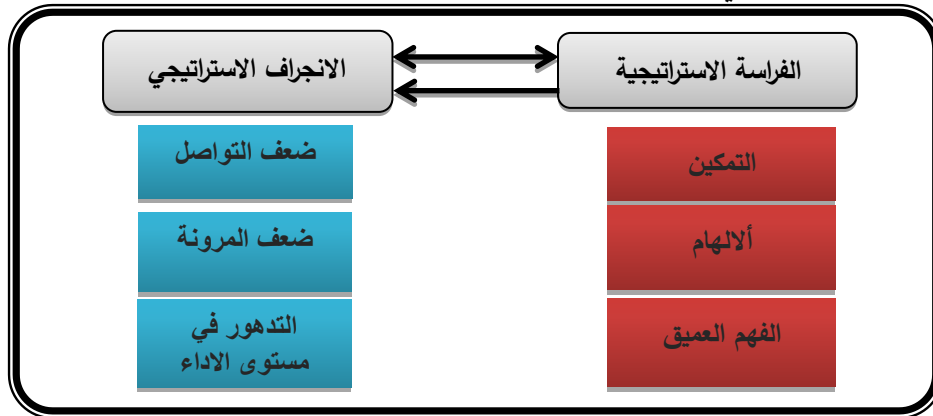 الفراسة الاستراتيجية
الانجراف الاستراتيجي
التمكين
ألالهام
الفهم العميق
ضعف التواصل
ضعف المرونة
التدهور في
مستوى الاداء